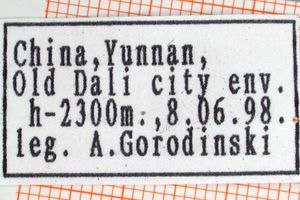 China,Yunnan,
Old Dali city env.
h-2300m.,8.06.98.
leg. A.Gorodinski